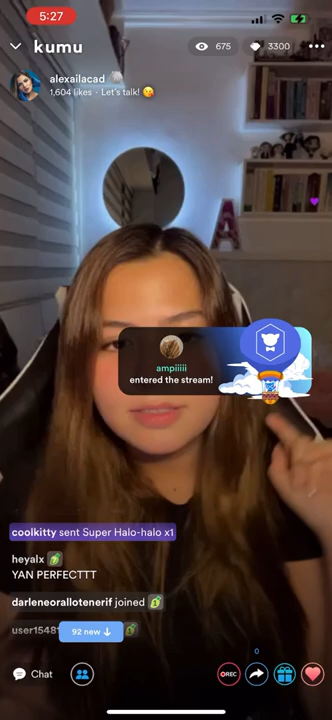 5:27
kumu
675
3300
alexailacad
1,604 likes · Let's talk! 😘
A
ampiiiii
entered the stream!
coolkitty sent Super Halo-halo x1
heyalx
YAN PERFECTTT
darleneorallotenerif joined
user1548
92 new ↓
0
Chat
REC